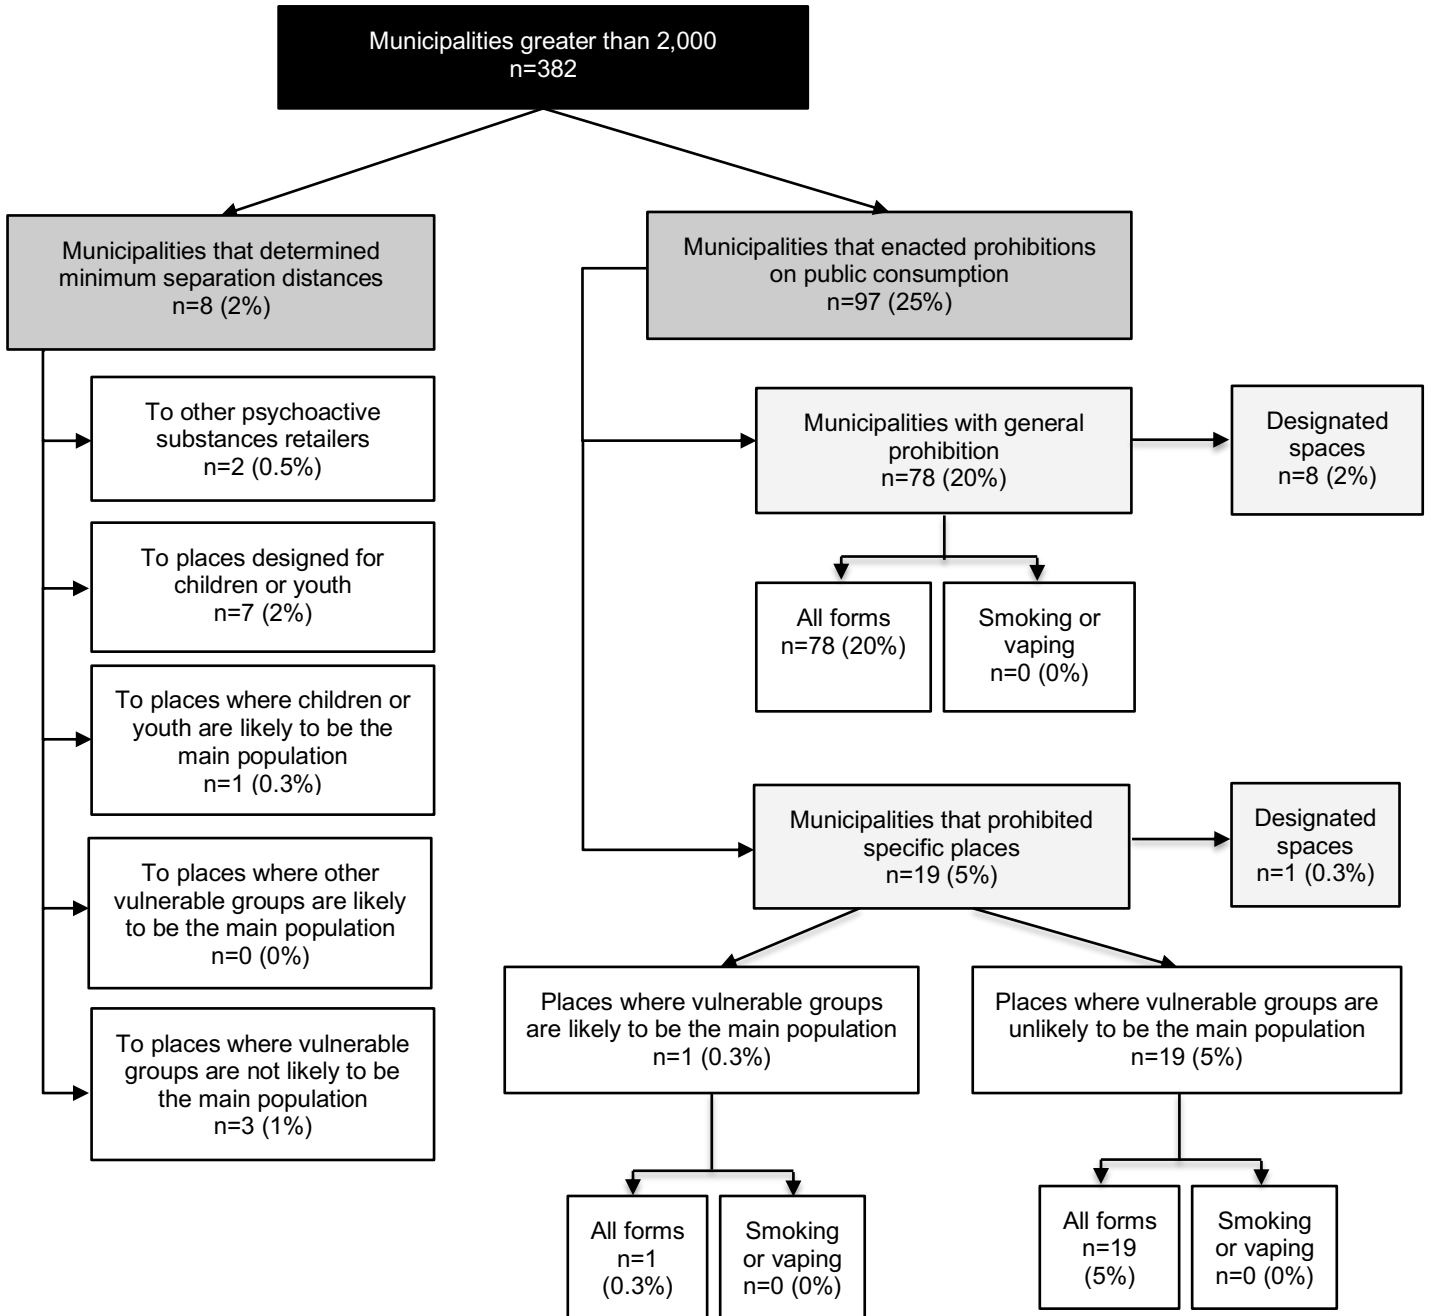 Municipalities greater than 2,000
n=382
Municipalities that determined
minimum separation distances
n=8 (2%)
To other psychoactive
substances retailers
n=2 (0.5%)
To places designed for
children or youth
n=7 (2%)
To places where children or
youth are likely to be the
main population
n=1 (0.3%)
To places where other
vulnerable groups are likely
to be the main population
n=0 (0%)
To places where vulnerable
groups are not likely to be
the main population
n=3 (1%)
Municipalities that enacted prohibitions
on public consumption
n=97 (25%)
Municipalities with general
prohibition
n=78 (20%)
Designated
spaces
n=8 (2%)
All forms
n=78 (20%)
Smoking or
vaping
n=0 (0%)
Municipalities that prohibited
specific places
n=19 (5%)
Designated
spaces
n=1 (0.3%)
Places where vulnerable groups
are likely to be the main population
n=1 (0.3%)
All forms
n=1
(0.3%)
Smoking
or vaping
n=0 (0%)
Places where vulnerable groups are
unlikely to be the main population
n=19 (5%)
All forms
n=19
(5%)
Smoking
or vaping
n=0 (0%)